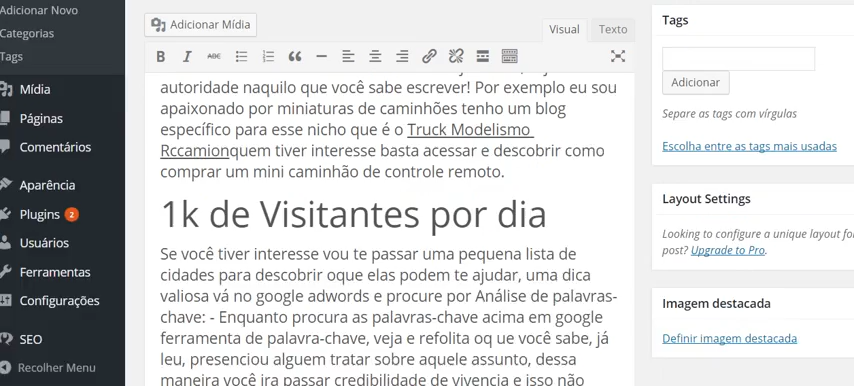 Adicionar Novo
Categorias
Tags
Mídia
Páginas
Comentários
Aparência
Plugins 2
Usuários
Ferramentas
Configurações
SEO
Recolher Menu
Adicionar Mídia
Visual Texto
B I ABC
autoridade naquilo que você sabe escrever! Por exemplo eu sou
apaixonado por miniaturas de caminhões tenho um blog
específico para esse nicho que é o Truck Modelismo
Rccamionquem tiver interesse basta acessar e descobrir como
comprar um mini caminhão de controle remoto.
1k de Visitantes por dia
Se você tiver interesse vou te passar uma pequena lista de
cidades para descobrir oque elas podem te ajudar, uma dica
valiosa vá no google adwords e procure por Análise de palavras-
chave: - Enquanto procura as palavras-chave acima em google
ferramenta de palavra-chave, veja e refolita oq ue você sabe, já
leu, presenciou alguem tratar sobre aquele assunto, dessa
maneira você ira passar credibilidade de vivencia e isso não
Tags
Adicionar
Separe as tags com vírgulas
Escolha entre as tags mais usadas
Layout Settings
Looking to configure a unique layout for
post? Upgrade to Pro.
Imagem destacada
Definir imagem destacada